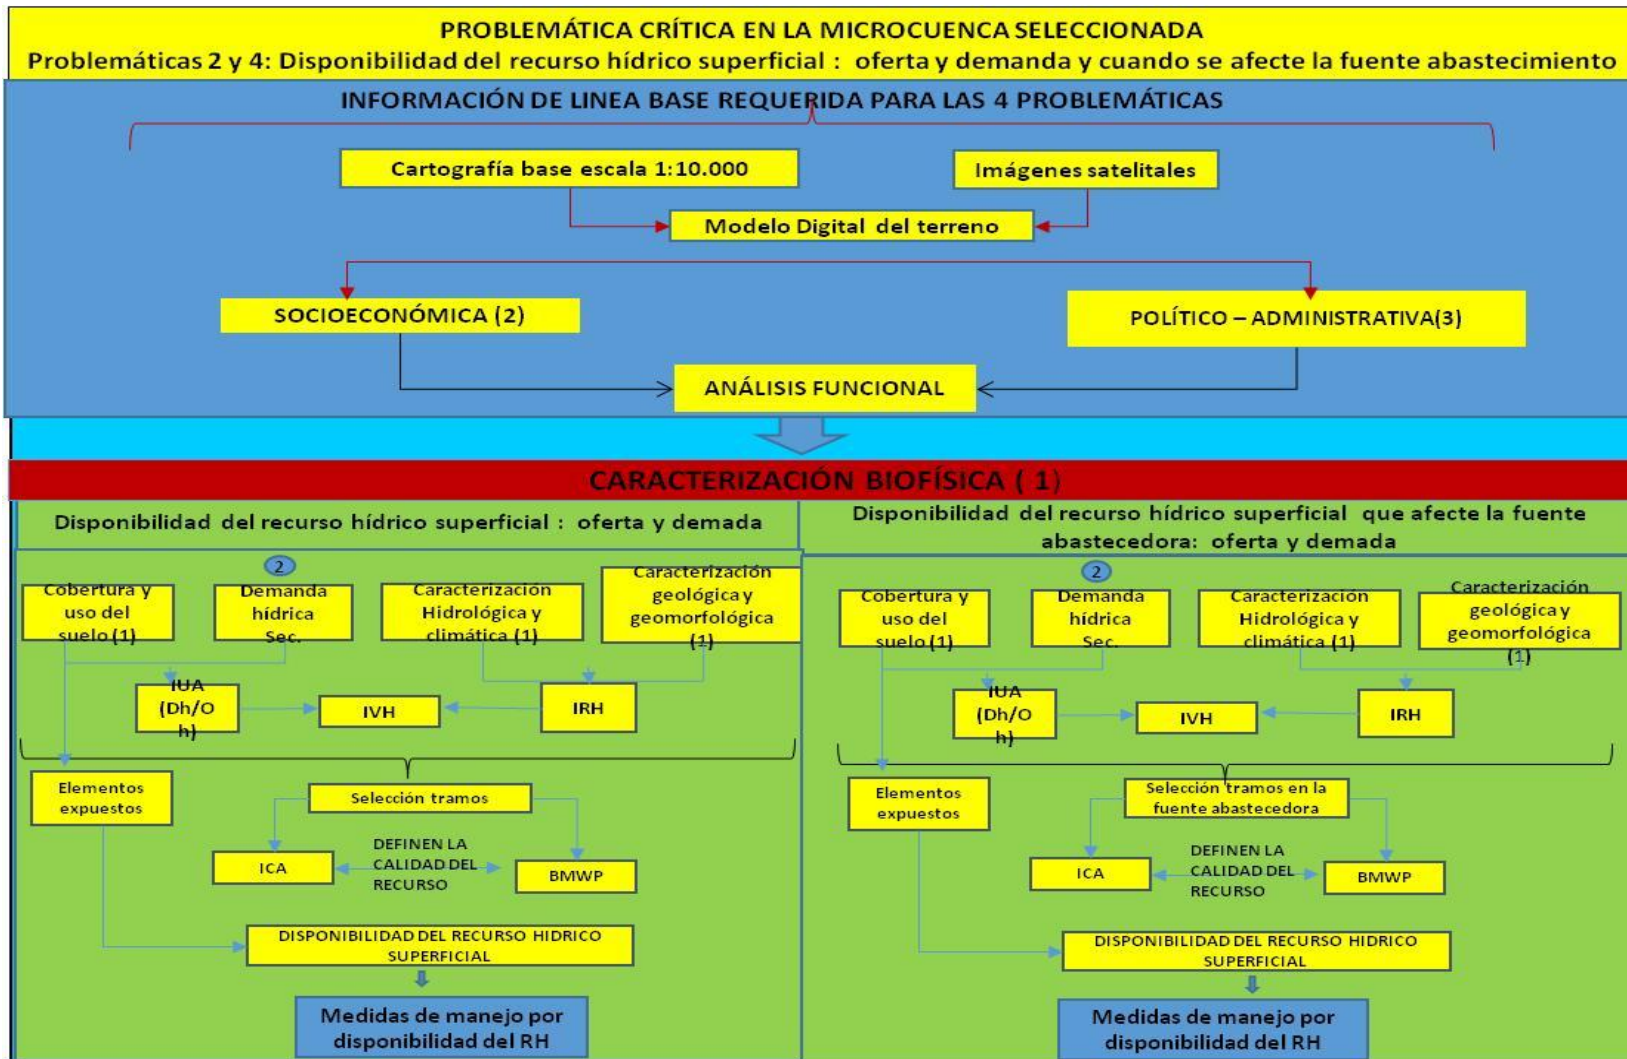 PROBLEMÁTICA CRÍTICA EN LA MICROCUENCA SELECCIONADA
Problemáticas 2 y 4: Disponibilidad del recurso hídrico superficial : oferta y demanda y cuando se afecte la fuente abastecimiento
INFORMACIÓN DE LINEA BASE REQUERIDA PARA LAS 4 PROBLEMÁTICAS
Cartografía base escala 1:10.000
Imágenes satelitales
Modelo Digital del terreno
SOCIOECONÓMICA (2)
POLÍTICO – ADMINISTRATIVA(3)
ANÁLISIS FUNCIONAL
CARACTERIZACIÓN BIOFÍSICA ( 1)
Disponibilidad del recurso hídrico superficial : oferta y demada
2
Cobertura y
uso del
suelo (1)
Demanda
hídrica
Sec.
Caracterización
Hidrológica y
climática (1)
Caracterización
geológica y
geomorfológica
(1)
IUA
(Dh/O
h)
IVH
IRH
Elementos
expuestos
Selección tramos
ICA
DEFINEN LA
CALIDAD DEL
RECURSO
BMWP
DISPONIBILIDAD DEL RECURSO HIDRICO
SUPERFICIAL
Medidas de manejo por
disponibilidad del RH
Disponibilidad del recurso hídrico superficial que afecte la fuente
abastecedora: oferta y demada
2
Cobertura y
uso del
suelo (1)
Demanda
hídrica
Sec.
Caracterización
Hidrológica y
climática (1)
Caracterización
geológica y
geomorfológica
(1)
IUA
(Dh/O
h)
IVH
IRH
Elementos
expuestos
Selección tramos en la
fuente abastecedora
ICA
DEFINEN LA
CALIDAD DEL
RECURSO
BMWP
DISPONIBILIDAD DEL RECURSO HIDRICO
SUPERFICIAL
Medidas de manejo por
disponibilidad del RH